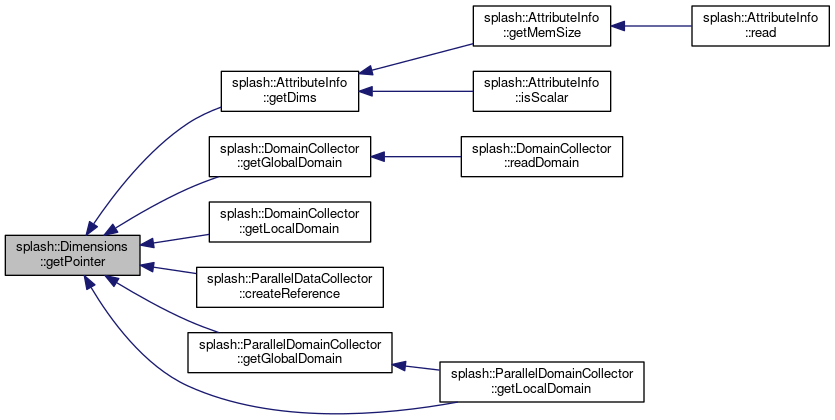 splash::AttributeInfo
::getMemSize
splash::AttributeInfo
::read
splash::AttributeInfo
::getDims
splash::AttributeInfo
::isScalar
splash::DomainCollector
::getGlobalDomain
splash::DomainCollector
::readDomain
splash::DomainCollector
::getLocalDomain
splash::Dimensions
::getPointer
splash::ParallelDataCollector
::createReference
splash::ParallelDomainCollector
::getGlobalDomain
splash::ParallelDomainCollector
::getLocalDomain